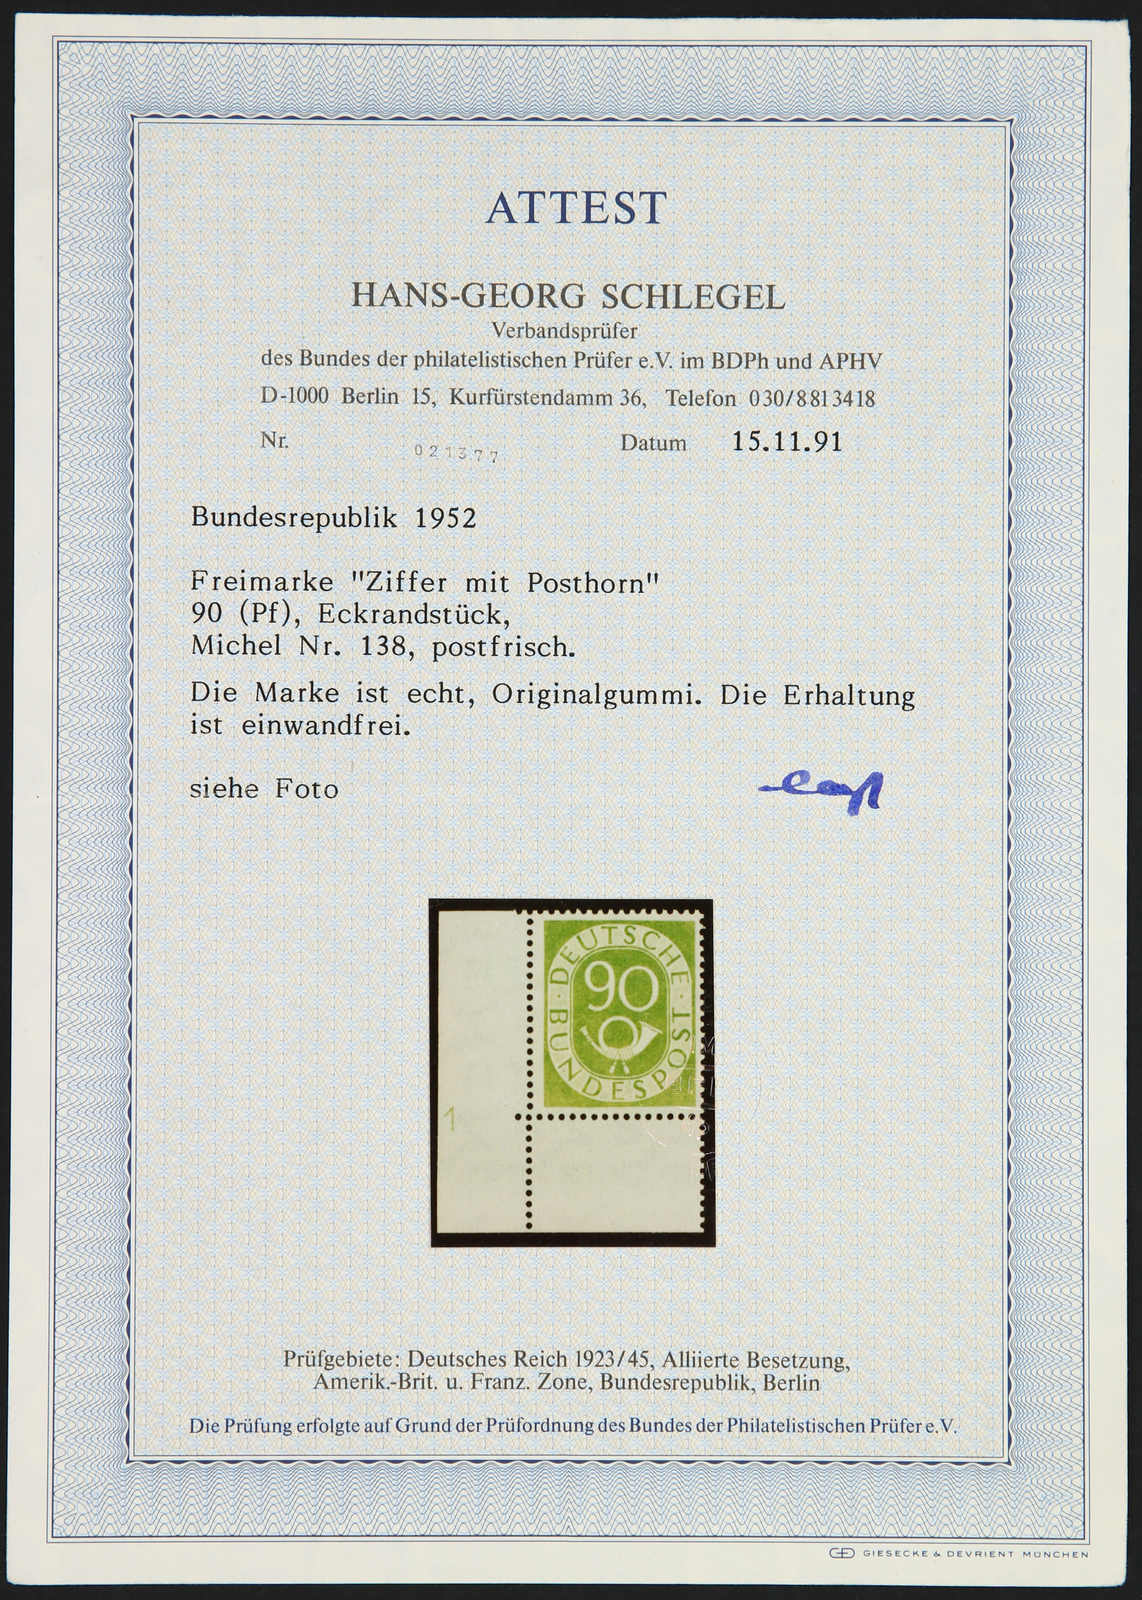 ATTEST
HANS-GEORG SCHLEGEL
Verbandsprüfer
des Bundes der philatelistischen Prüfer e.V. im BDPh und APHV
D-1000 Berlin 15, Kurfürstendamm 36, Telefon 030/8813418
Nr. 021377 Datum 15.11.91
Bundesrepublik 1952
Freimarke "Ziffer mit Posthorn"
90 (Pf), Eckrandstück,
Michel Nr. 138, postfrisch.
Die Marke ist echt, Originalgummi. Die Erhaltung
ist einwandfrei.
siehe Foto
DEUTSCHE
90
BUNDESPOST
1
Prüfgebiete: Deutsches Reich 1923/45, Alliierte Besetzung,
Amerik.-Brit. u. Franz. Zone, Bundesrepublik, Berlin
Die Prüfung erfolgte auf Grund der Prüfordnung des Bundes der Philatelistischen Prüfer e.V.
GIESECKE & DEVRIENT MÜNCHEN